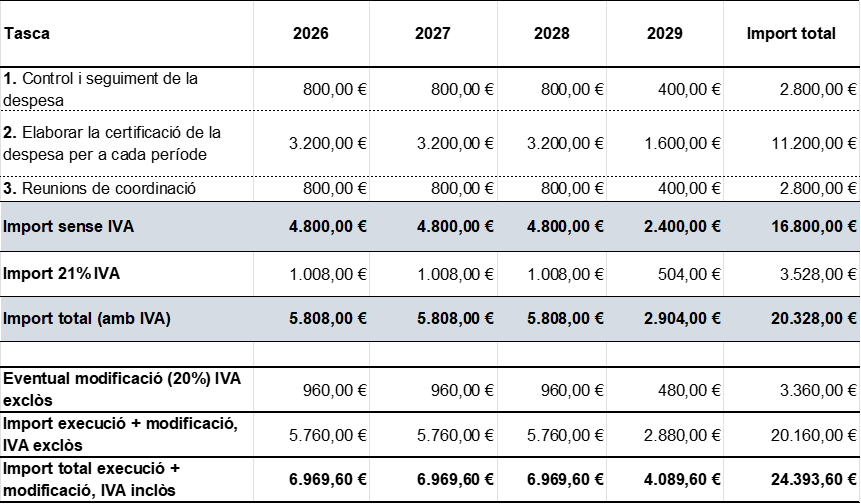 Tasca 2026 2027 2028 2029 Import total
1. Control i seguiment de la
despesa 800,00 € 800,00 € 800,00 € 400,00 € 2.800,00 €
2. Elaborar la certificació de la
despesa per a cada període 3.200,00 € 3.200,00 € 3.200,00 € 1.600,00 € 11.200,00 €
3. Reunions de coordinació 800,00 € 800,00 € 800,00 € 400,00 € 2.800,00 €
Import sense IVA 4.800,00 € 4.800,00 € 4.800,00 € 2.400,00 € 16.800,00 €
Import 21% IVA 1.008,00 € 1.008,00 € 1.008,00 € 504,00 € 3.528,00 €
Import total (amb IVA) 5.808,00 € 5.808,00 € 5.808,00 € 2.904,00 € 20.328,00 €
Eventual modificació (20%) IVA
exclòs 960,00 € 960,00 € 960,00 € 480,00 € 3.360,00 €
Import execució + modificació,
IVA exclòs 5.760,00 € 5.760,00 € 5.760,00 € 2.880,00 € 20.160,00 €
Import total execució +
modificació, IVA inclòs 6.969,60 € 6.969,60 € 6.969,60 € 4.089,60 € 24.393,60 €